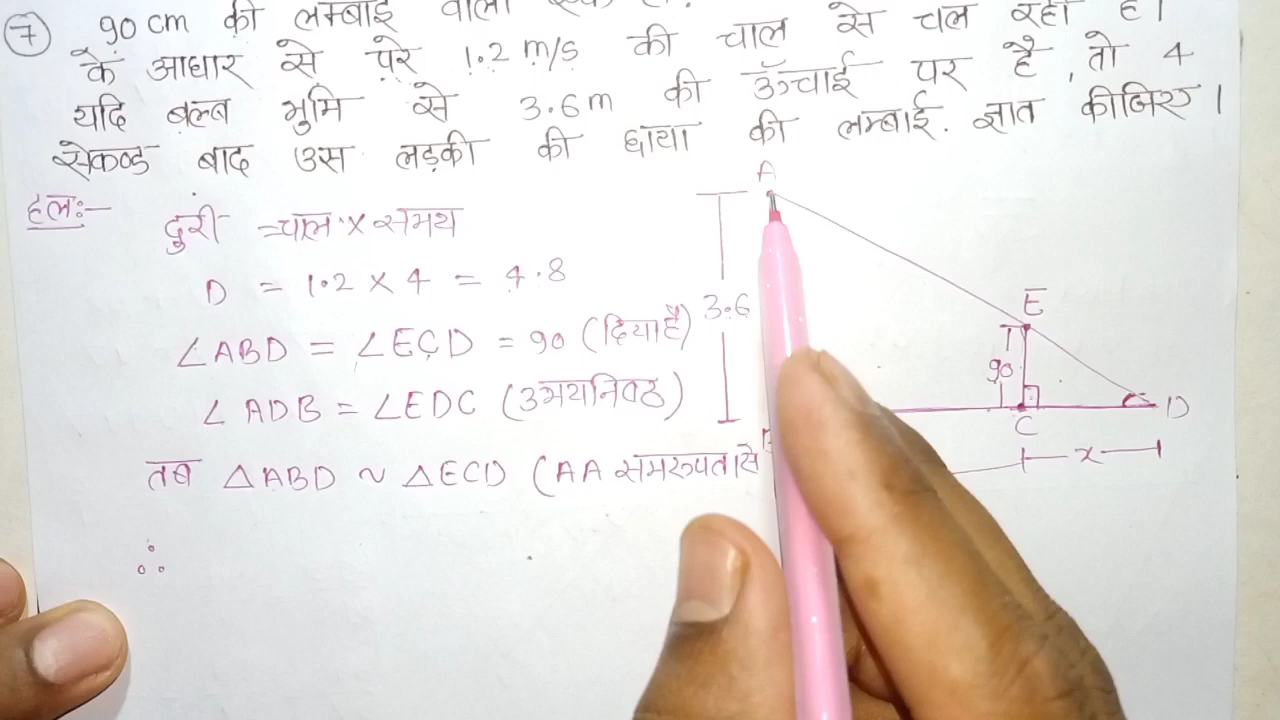 7 90 cm की लम्बाई वाली
के आधार से परे 1.2 m/s की चाल से चल रही है।
यदि बल्ब भूमि से 3.6m की ऊँचाई पर है, तो 4
सेकण्ड बाद उस लड़की की छाया की लम्बाई. ज्ञात कीजिए।
हल:-
दुरी = चाल × समय
D = 1.2 × 4 = 4.8
∠ABD = ∠ECD = 90 (दिया है)
∠ADB = ∠EDC (उभयनिष्ठ)
तब △ABD ~ △ECD (AA समरूपता से
∴
A
3.6
E
90
C
D
x